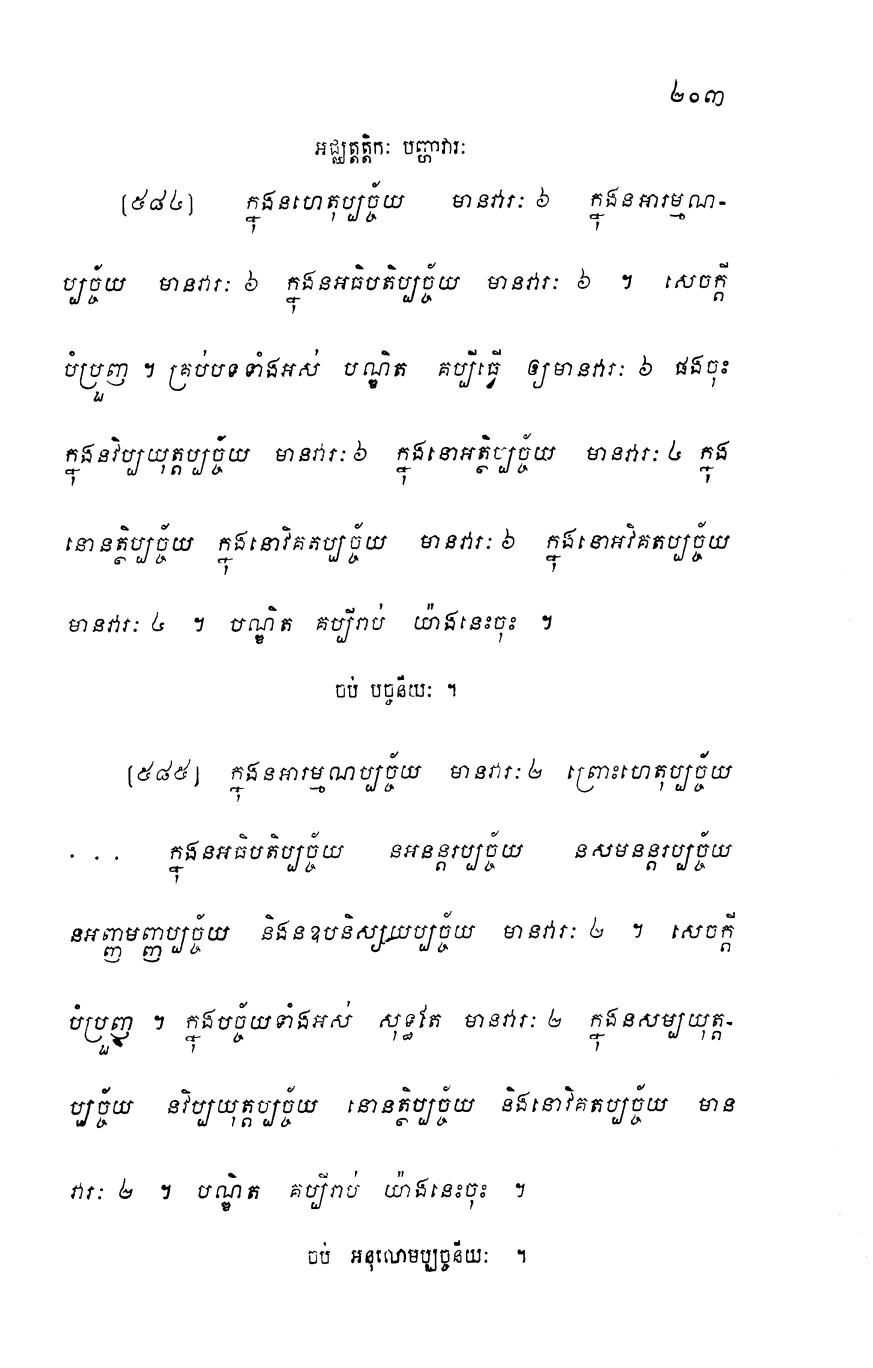 ២០៣
អជ្ឈត្តត្តិកៈ បញ្ហាវារៈ
(៥៨៤) ក្នុងនហេតុប្បច្ច័យ មានវារៈ ៦ ក្នុងនអារម្មណ-
ប្បច្ច័យ មានវារៈ ៦ ក្នុងនអធិបតិប្បច្ច័យ មានវារៈ ៦ ។ សេចក្តី
បំប្រួញ ។ គ្រប់បទទាំងអស់ បណ្ឌិត គប្បីធ្វើ ឲ្យមានវារៈ ៦ ផងចុះ
ក្នុងនវិប្បយុត្តប្បច្ច័យ មានវារៈ ៦ ក្នុងនោអត្ថិប្បច្ច័យ មានវារៈ ៤ ក្នុង
នោនត្ថិប្បច្ច័យ ក្នុងនោវិគតប្បច្ច័យ មានវារៈ ៦ ក្នុងនោអវិគតប្បច្ច័យ
មានវារៈ ៤ ។ បណ្ឌិត គប្បីរាប់ យ៉ាងនេះចុះ ។
ចប់ បច្ចនីយៈ ។
(៥៨៥) ក្នុងនអារម្មណប្បច្ច័យ មានវារៈ ២ ព្រោះហេតុប្បច្ច័យ
. . . ក្នុងនអធិបតិប្បច្ច័យ នអនន្តរប្បច្ច័យ នសមនន្តរប្បច្ច័យ
នអញ្ញមញ្ញប្បច្ច័យ និងនឧបនិស្សយប្បច្ច័យ មានវារៈ ២ ។ សេចក្តី
បំប្រួញ ។ ក្នុងបច្ច័យទាំងអស់ សុទ្ធតែ មានវារៈ ២ ក្នុងនសម្បយុត្ត-
ប្បច្ច័យ នវិប្បយុត្តប្បច្ច័យ នោនត្ថិប្បច្ច័យ និងនោវិគតប្បច្ច័យ មាន
វារៈ ២ ។ បណ្ឌិត គប្បីរាប់ យ៉ាងនេះចុះ ។
ចប់ អនុលោមប្បច្ចនីយៈ ។